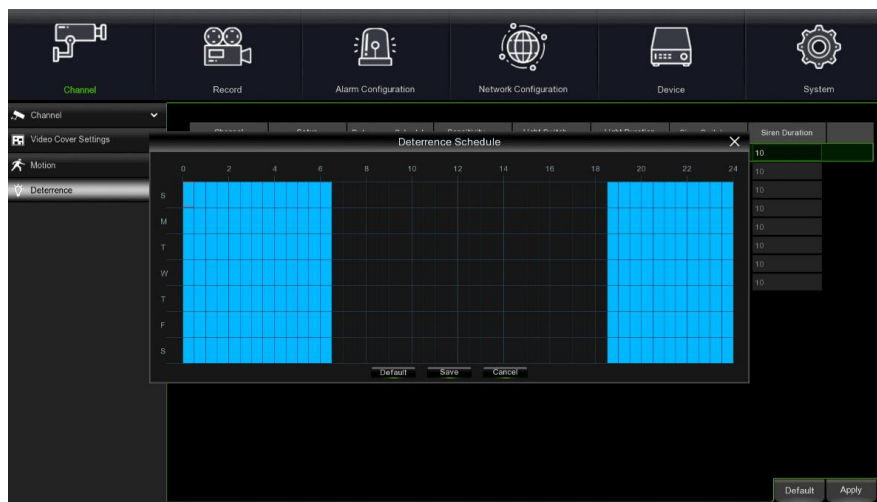 Channel Record Alarm Configuration Network Configuration Device System
Channel
Video Cover Settings
Motion
Deterrence
Siren Duration
Deterrence Schedule X
0 2 4 6 8 10 12 14 16 18 20 22 24
S
M
T
W
T
F
S
Default Save Cancel
10
10
10
10
10
10
10
10
Default Apply